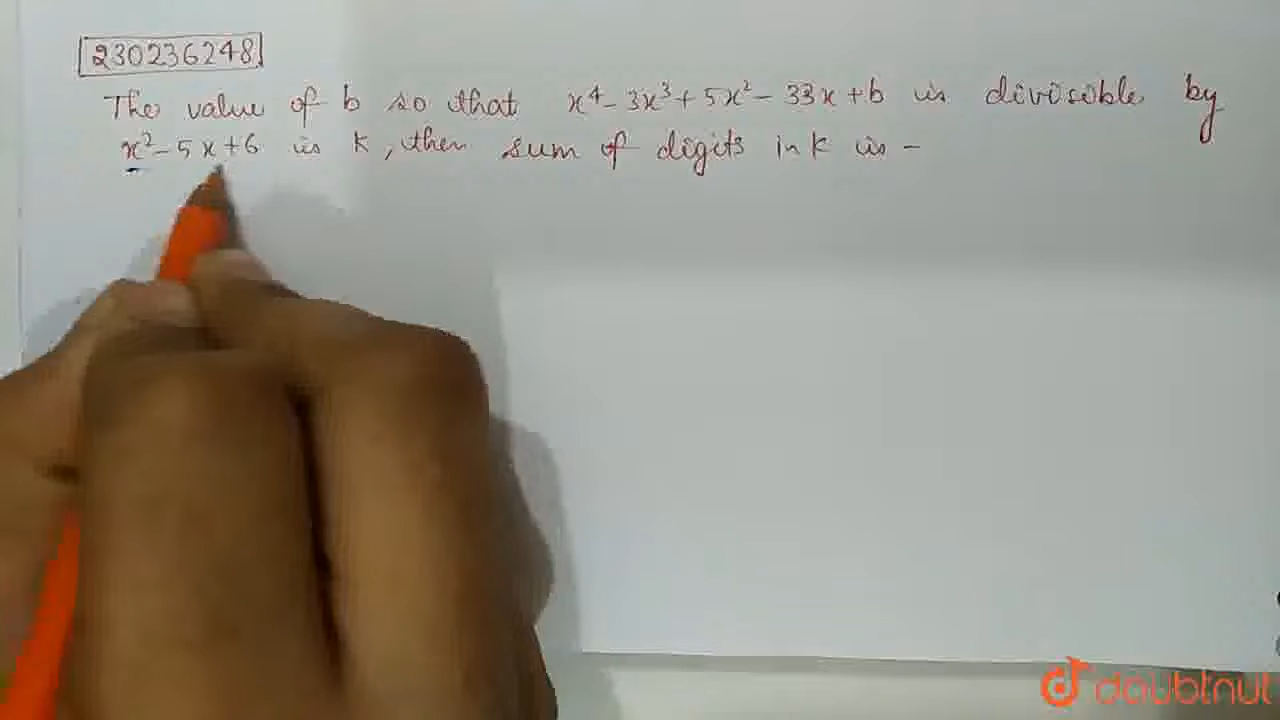 230236248
The value of b so that x⁴ - 3x³ + 5x² - 33x + b is divisible by
x² - 5x + 6 is k, then sum of digits in k is -
doubtnut